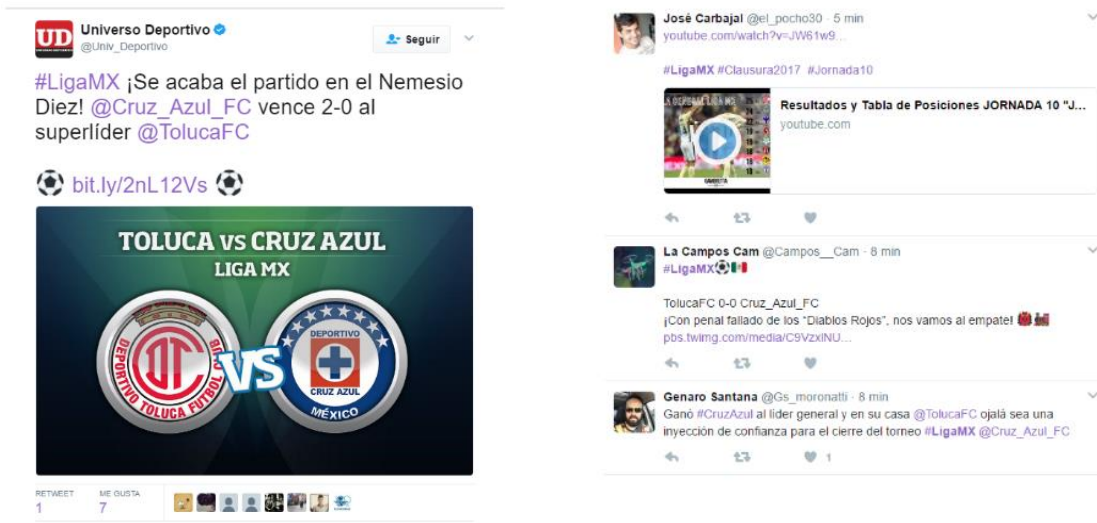 UD
Universo Deportivo
@Univ_Deportivo
Seguir
#LigaMX ¡Se acaba el partido en el Nemesio
Diez! @Cruz_Azul_FC vence 2-0 al
superlíder @TolucaFC
bit.ly/2nL12Vs
TOLUCA VS CRUZ AZUL
LIGA MX
DEPORTIVO TOLUCA FUTBOL CLUB
VS
DEPORTIVO
CRUZ AZUL
MÉXICO
RETWEET
1
ME GUSTA
7
José Carbajal @el_pocho30 · 5 min
youtube.com/watch?v=JW61w9...
#LigaMX #Clausura2017 #Jornada10
Resultados y Tabla de Posiciones JORNADA 10 "J...
youtube.com
La Campos Cam @Campos__Cam · 8 min
#LigaMX
TolucaFC 0-0 Cruz_Azul_FC
¡Con penal fallado de los "Diablos Rojos", nos vamos al empate!
pbs.twimg.com/media/C9VzxINU...
Genaro Santana @Gs_moronatti · 8 min
Ganó #CruzAzul al lider general y en su casa @TolucaFC ojalá sea una
inyección de confianza para el cierre del torneo #LigaMX @Cruz_Azul_FC
1